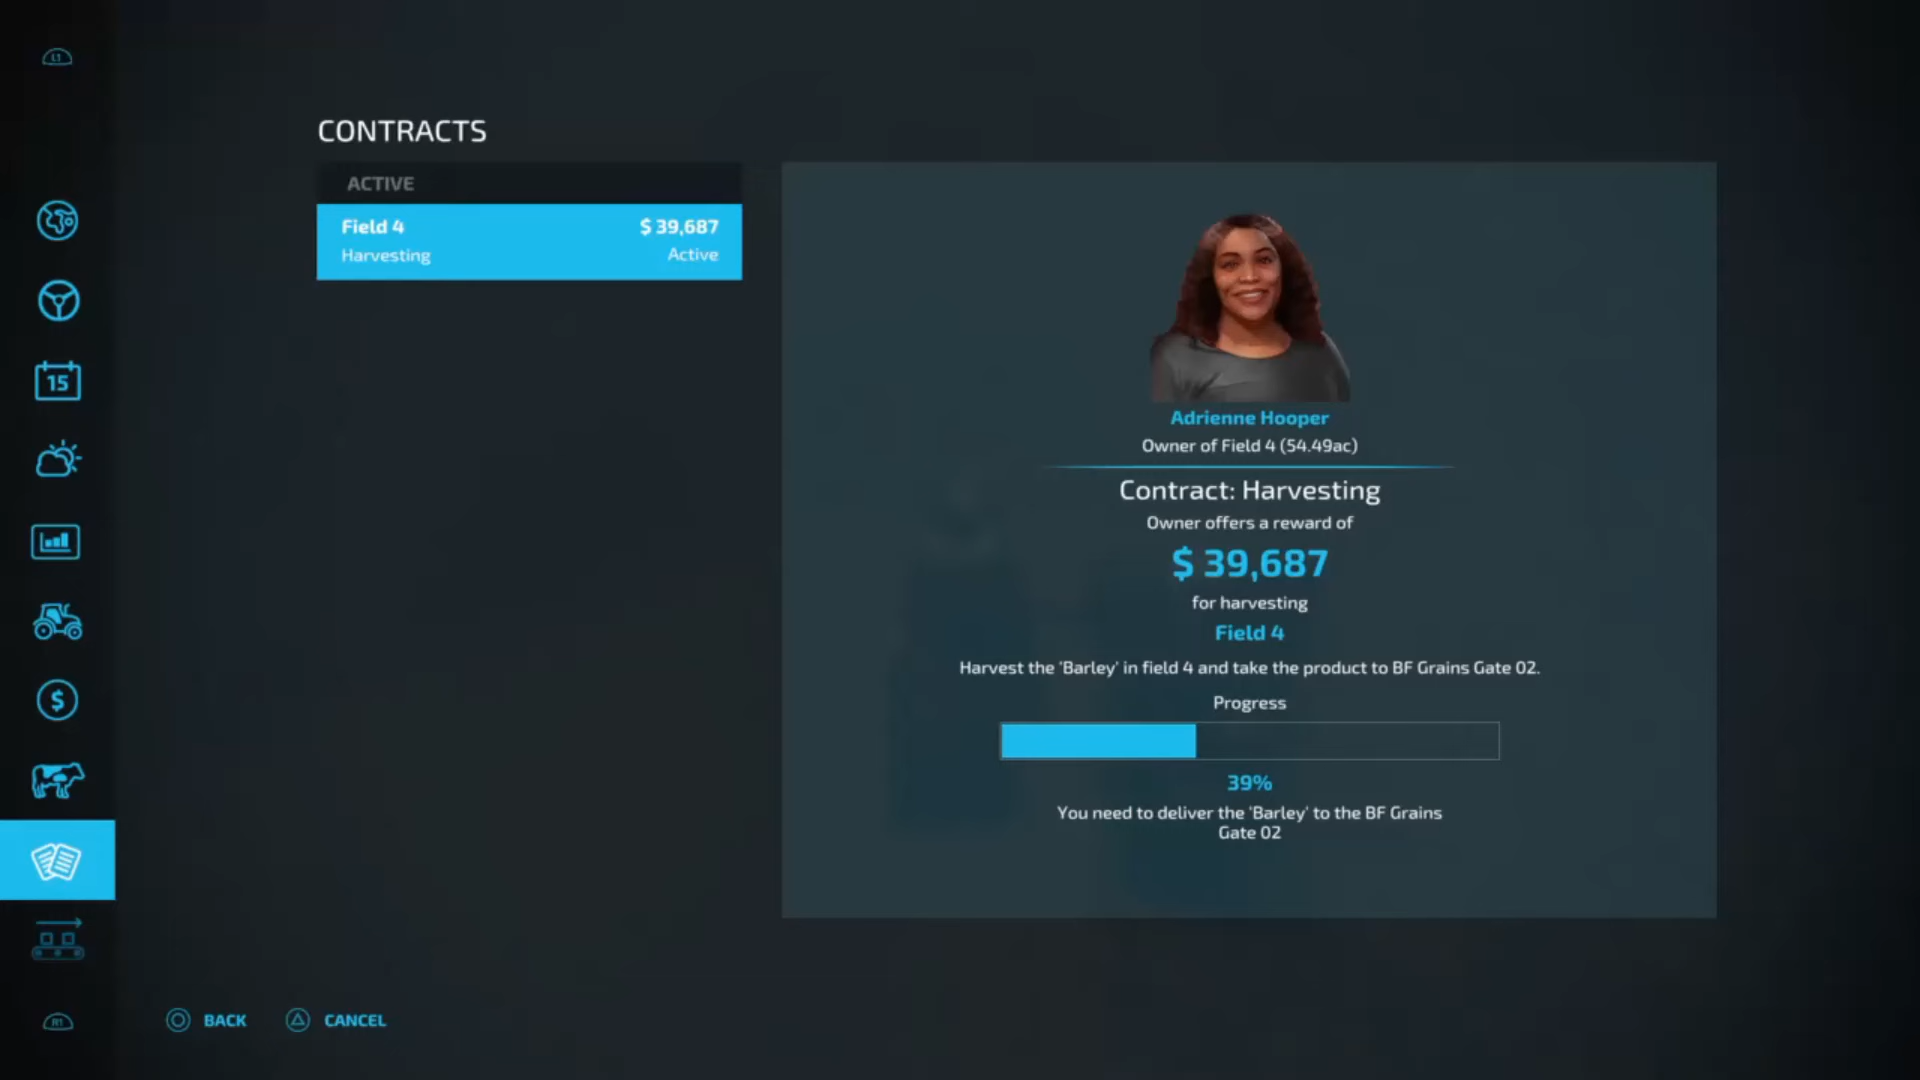 L1
CONTRACTS
ACTIVE
Field 4 $ 39,687
Harvesting Active
15
Adrienne Hooper
Owner of Field 4 (54.49ac)
Contract: Harvesting
Owner offers a reward of
$ 39,687
for harvesting
Field 4
Harvest the 'Barley' in field 4 and take the product to BF Grains Gate 02.
Progress
39%
You need to deliver the 'Barley' to the BF Grains
Gate 02
$
R1
BACK CANCEL